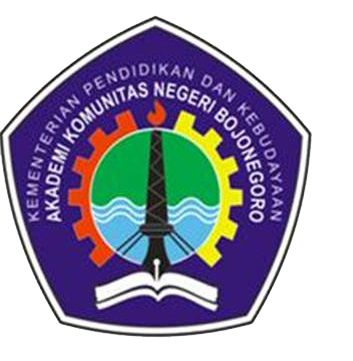 KEMENTERIAN PENDIDIKAN DAN KEBUDAYAAN
AKADEMI KOMUNITAS NEGERI BOJONEGORO